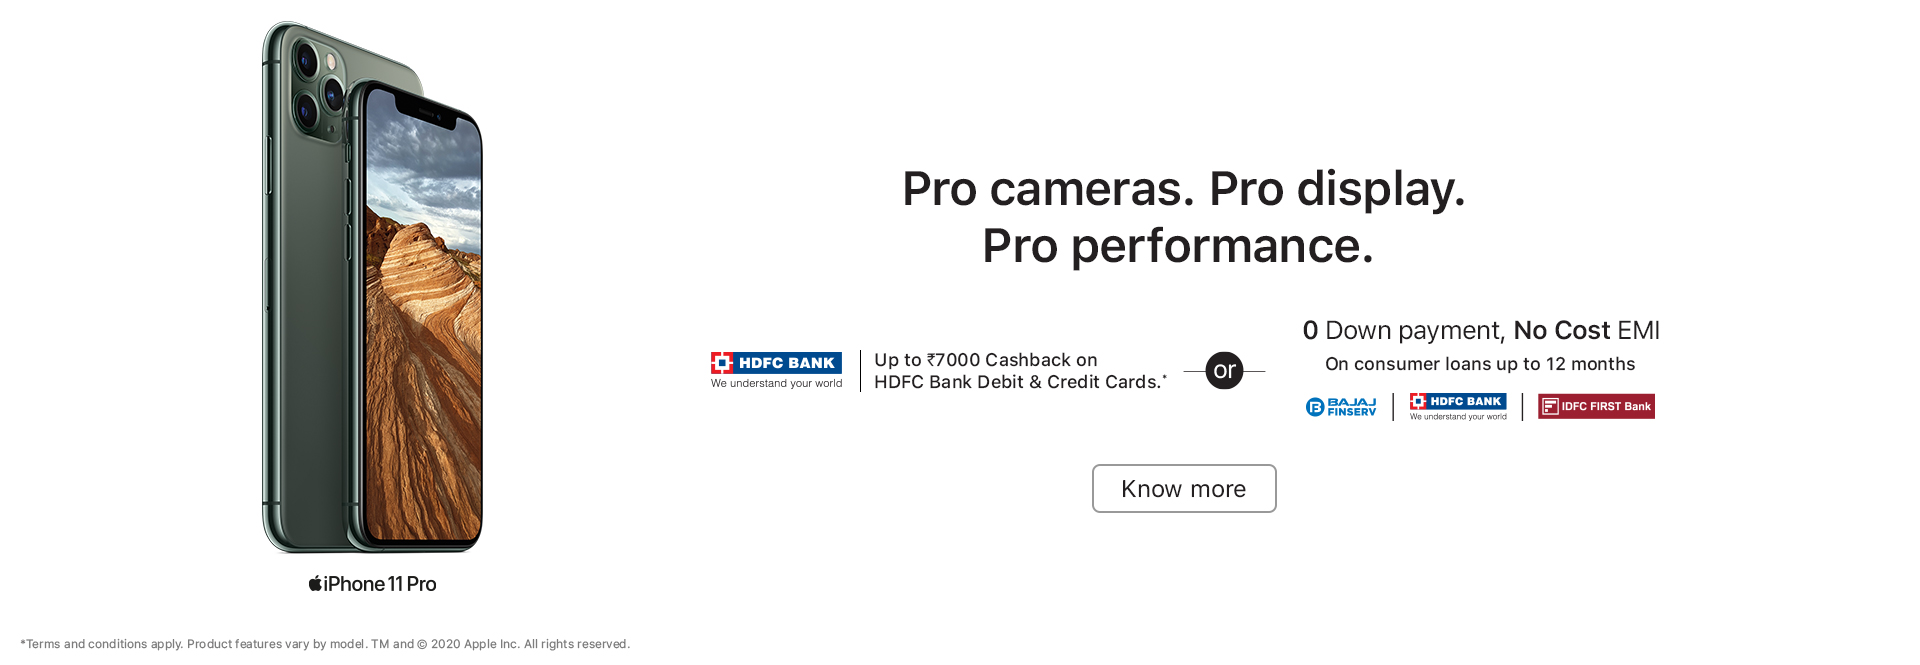 Pro cameras. Pro display.
Pro performance.
HDFC BANK
We understand your world
Up to ₹7000 Cashback on
HDFC Bank Debit & Credit Cards.*
or
0 Down payment, No Cost EMI
On consumer loans up to 12 months
BAJAJ
FINSERV
HDFC BANK
We understand your world
IDFC FIRST Bank
Know more
iPhone 11 Pro
*Terms and conditions apply. Product features vary by model. TM and © 2020 Apple Inc. All rights reserved.